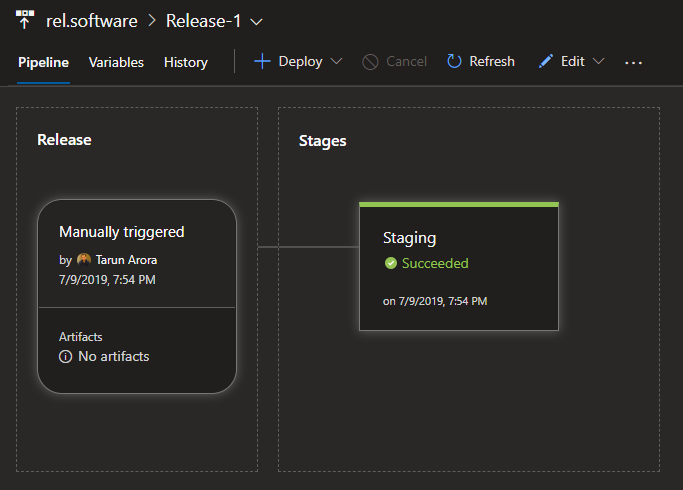 rel.software > Release-1
Pipeline Variables History Deploy Cancel Refresh Edit ...
Release
Manually triggered
by Tarun Arora
7/9/2019, 7:54 PM
Artifacts
No artifacts
Stages
Staging
Succeeded
on 7/9/2019, 7:54 PM